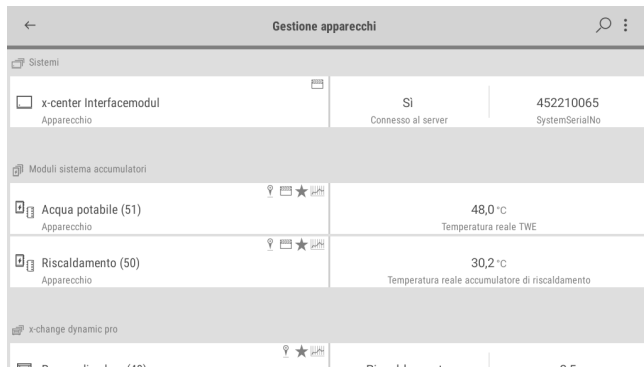 Gestione apparecchi
Sistemi
x-center Interfacemodul
Apparecchio
Sì
Connesso al server
452210065
SystemSerialNo
Moduli sistema accumulatori
Acqua potabile (51)
Apparecchio
48,0 °C
Temperatura reale TWE
Riscaldamento (50)
Apparecchio
30,2 °C
Temperatura reale accumulatore di riscaldamento
x-change dynamic pro